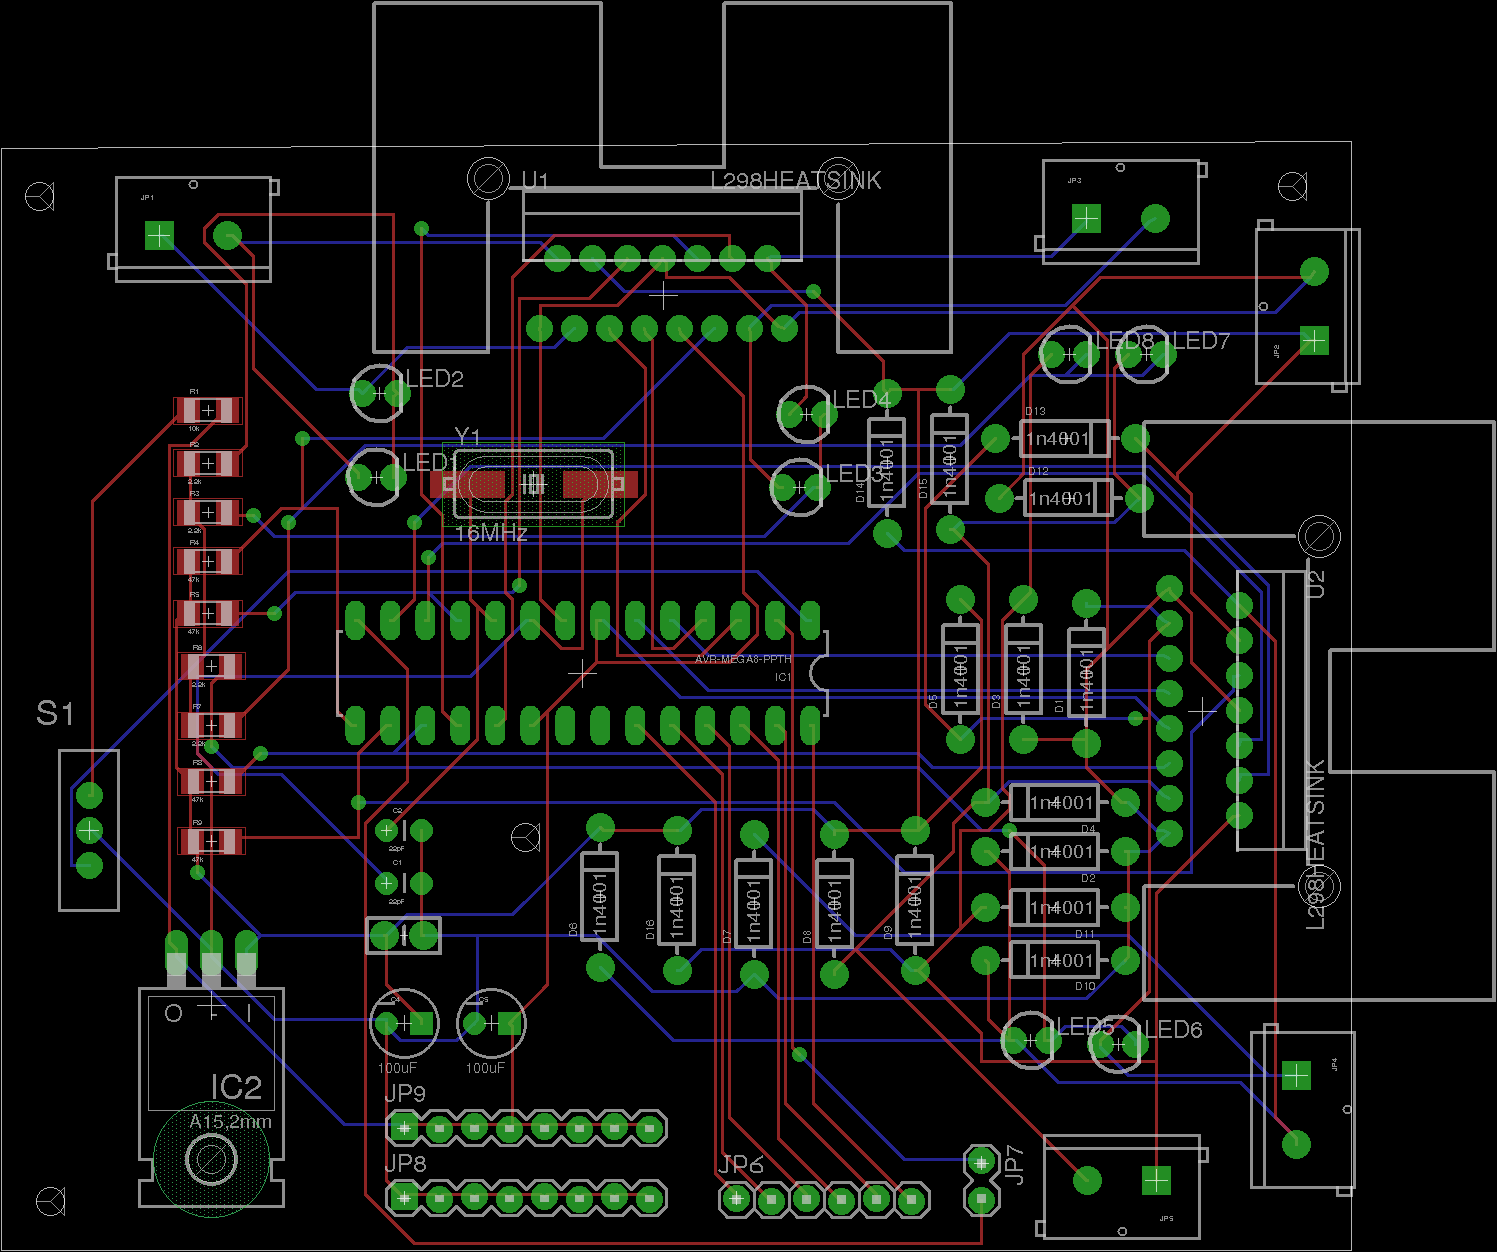 U1
L298HEATSINK
JP1
JP3
JP2
LED8
LED7
LED2
LED4
LED1
LED3
R1
10k
R2
2.2k
R3
2.2k
R4
47k
R5
47k
R6
2.2k
R7
2.2k
R8
47k
R9
47k
Y1
16MHz
D14
1n4001
D15
1n4001
D13
1n4001
D12
1n4001
U2
L298HEATSINK
AVR-MEGA8-PPTH
IC1
D5
1n4001
D3
1n4001
D1
1n4001
S1
C2
22pF
C1
22pF
1n4001
D4
1n4001
D2
1n4001
D11
1n4001
D10
D6
1n4001
D16
1n4001
D7
1n4001
D8
1n4001
D9
1n4001
O
I
IC2
A15,2mm
C4
100uF
C5
100uF
LED5
LED6
JP4
JP9
JP8
JP6
JP7
JP5